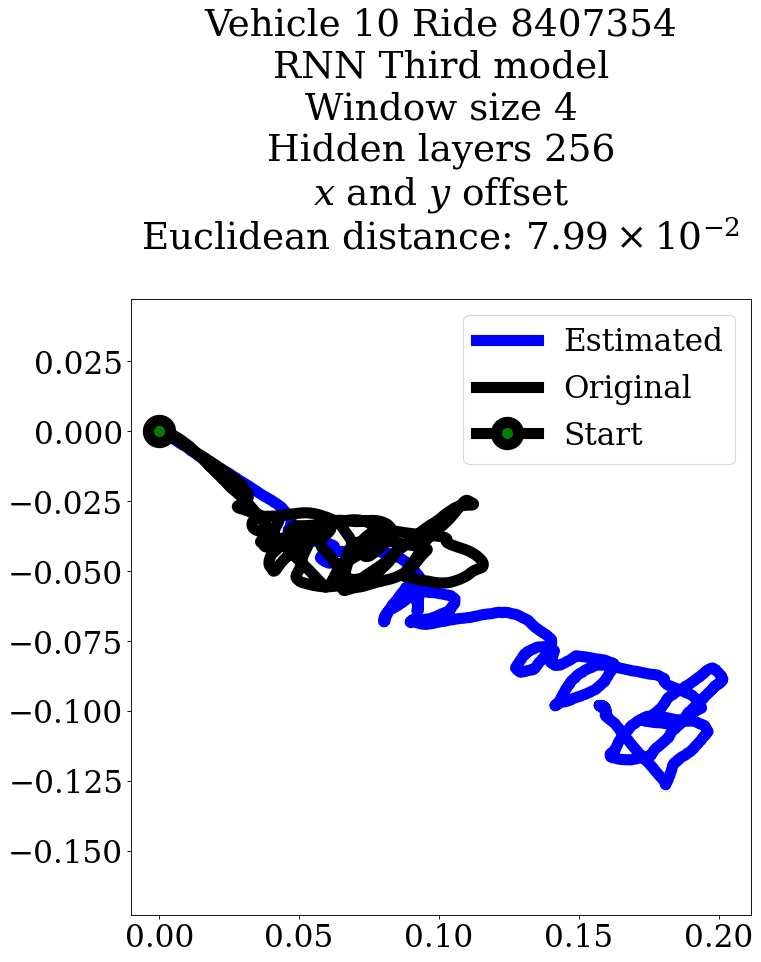 Vehicle 10 Ride 8407354
RNN Third model
Window size 4
Hidden layers 256
x and y offset
Euclidean distance: 7.99 × 10⁻²
Estimated
Original
Start
0.025
0.000
−0.025
−0.050
−0.075
−0.100
−0.125
−0.150
0.00 0.05 0.10 0.15 0.20